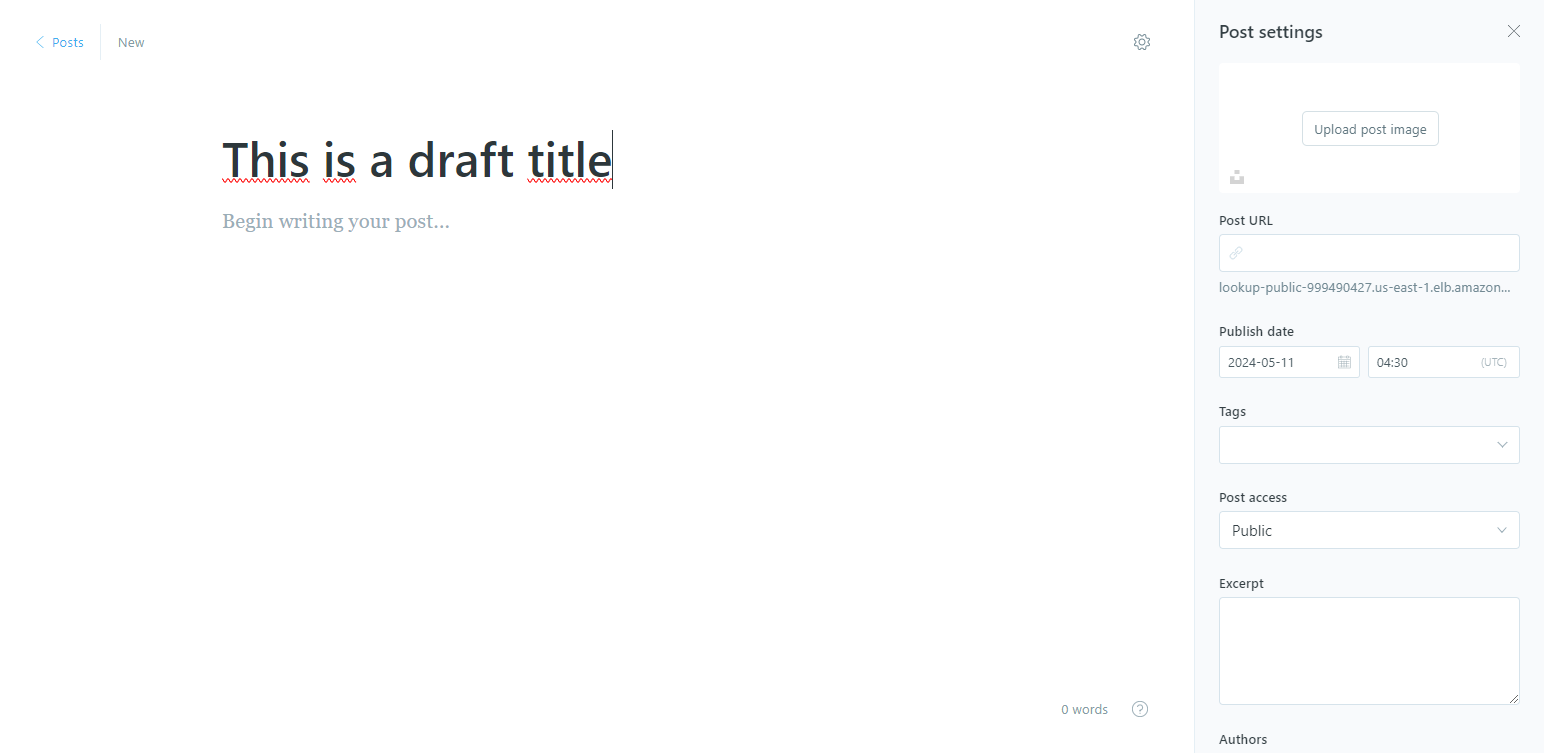 Posts
New
This is a draft title
Begin writing your post...
0 words
?
Post settings
Upload post image
Post URL
lookup-public-999490427.us-east-1.elb.amazon...
Publish date
2024-05-11
04:30
(UTC)
Tags
Post access
Public
Excerpt
Authors